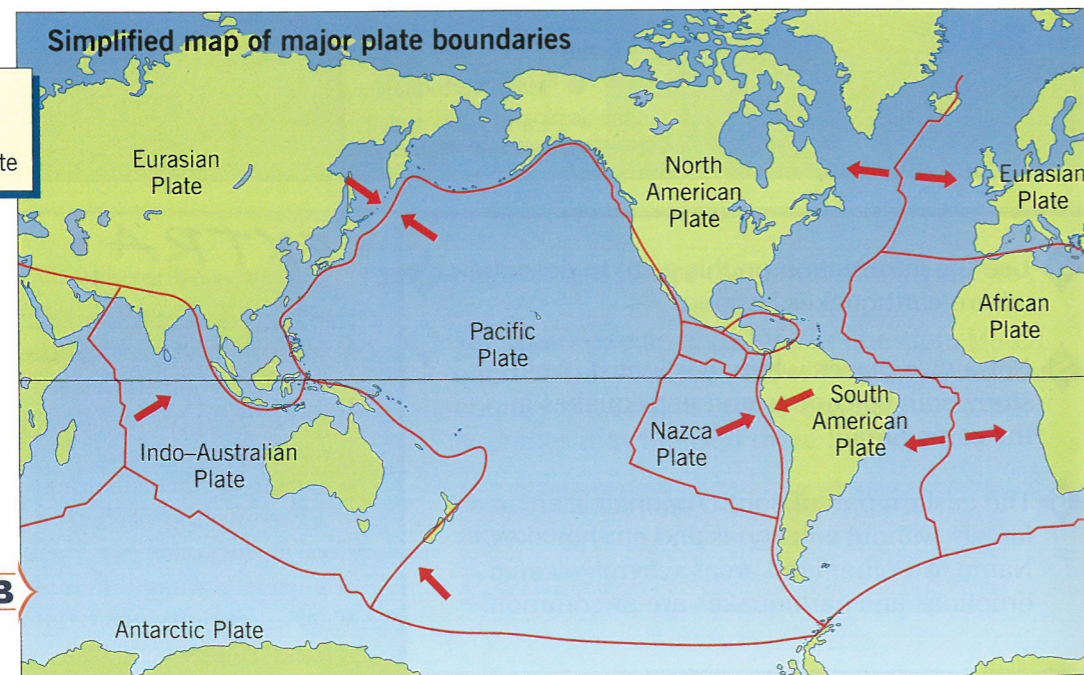 Simplified map of major plate boundaries
te
Eurasian
Plate
North
American
Plate
Eurasian
Plate
African
Plate
Pacific
Plate
South
American
Plate
Nazca
Plate
Indo–Australian
Plate
B
Antarctic Plate